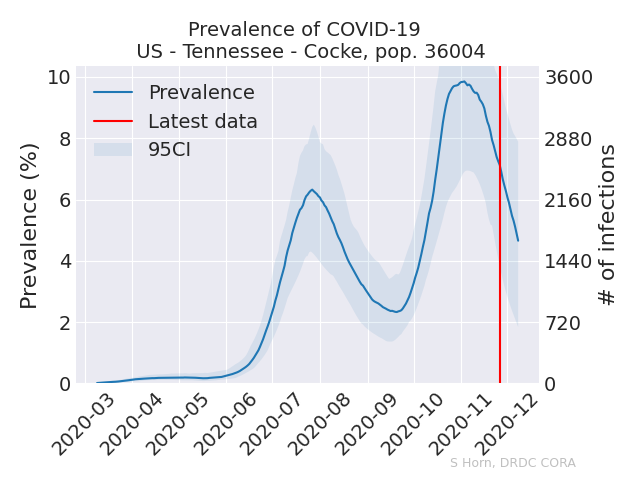 Prevalence of COVID-19
US - Tennessee - Cocke, pop. 36004
Prevalence
Latest data
95CI
Prevalence (%)
10
8
6
4
2
0
3600
2880
2160
1440
720
0
# of infections
2020-03
2020-04
2020-05
2020-06
2020-07
2020-08
2020-09
2020-10
2020-11
2020-12
S Horn, DRDC CORA